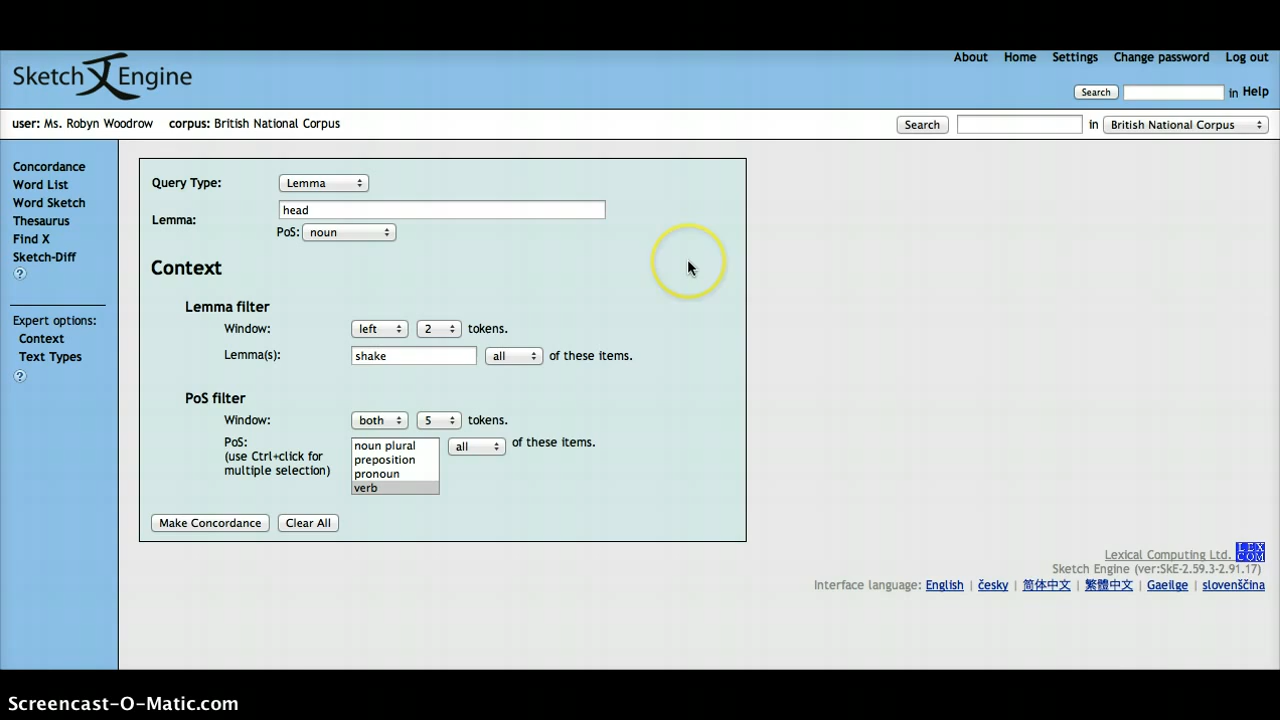 Sketch Engine
About Home Settings Change password Log out
Search in Help
user: Ms. Robyn Woodrow corpus: British National Corpus
Search in British National Corpus
Concordance
Word List
Word Sketch
Thesaurus
Find X
Sketch-Diff
?
Expert options:
Context
Text Types
?
Query Type: Lemma
Lemma: head
PoS: noun
Context
Lemma filter
Window: left 2 tokens.
Lemma(s): shake all of these items.
PoS filter
Window: both 5 tokens.
PoS:
(use Ctrl+click for
multiple selection)
noun plural
preposition
pronoun
verb
all of these items.
Make Concordance Clear All
Lexical Computing Ltd. LEX COM
Sketch Engine (ver:SkE-2.59.3-2.91.17)
Interface language: English | česky | 简体中文 | 繁體中文 | Gaeilge | slovenščina
Screencast-O-Matic.com